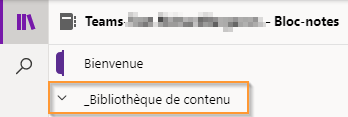 Teams - Bloc-notes
Bienvenue
_Bibliothèque de contenu